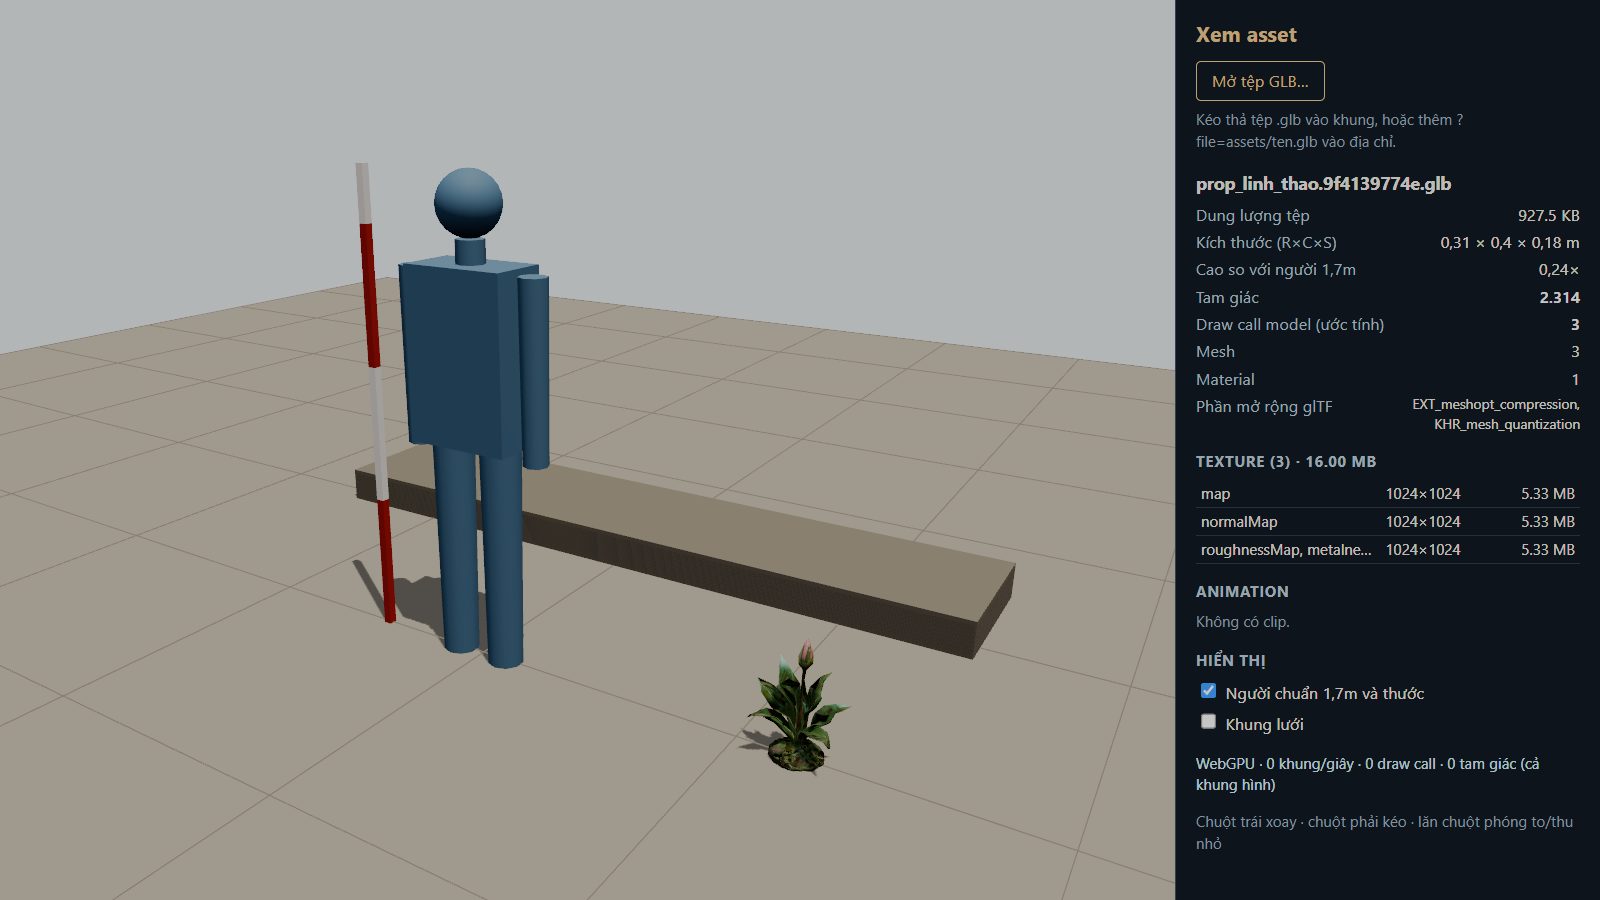 Xem asset
Mở tệp GLB...
Kéo thả tệp .glb vào khung, hoặc thêm ?
file=assets/ten.glb vào địa chỉ.
prop_linh_thao.9f4139774e.glb
Dung lượng tệp 927.5 KB
Kích thước (R×C×S) 0,31 × 0,4 × 0,18 m
Cao so với người 1,7m 0,24×
Tam giác 2.314
Draw call model (ước tính) 3
Mesh 3
Material 1
Phần mở rộng glTF EXT_meshopt_compression,
KHR_mesh_quantization
TEXTURE (3) · 16.00 MB
map 1024×1024 5.33 MB
normalMap 1024×1024 5.33 MB
roughnessMap, metalne... 1024×1024 5.33 MB
ANIMATION
Không có clip.
HIỂN THỊ
Người chuẩn 1,7m và thước
Khung lưới
WebGPU · 0 khung/giây · 0 draw call · 0 tam giác (cả
khung hình)
Chuột trái xoay · chuột phải kéo · lăn chuột phóng to/thu
nhỏ